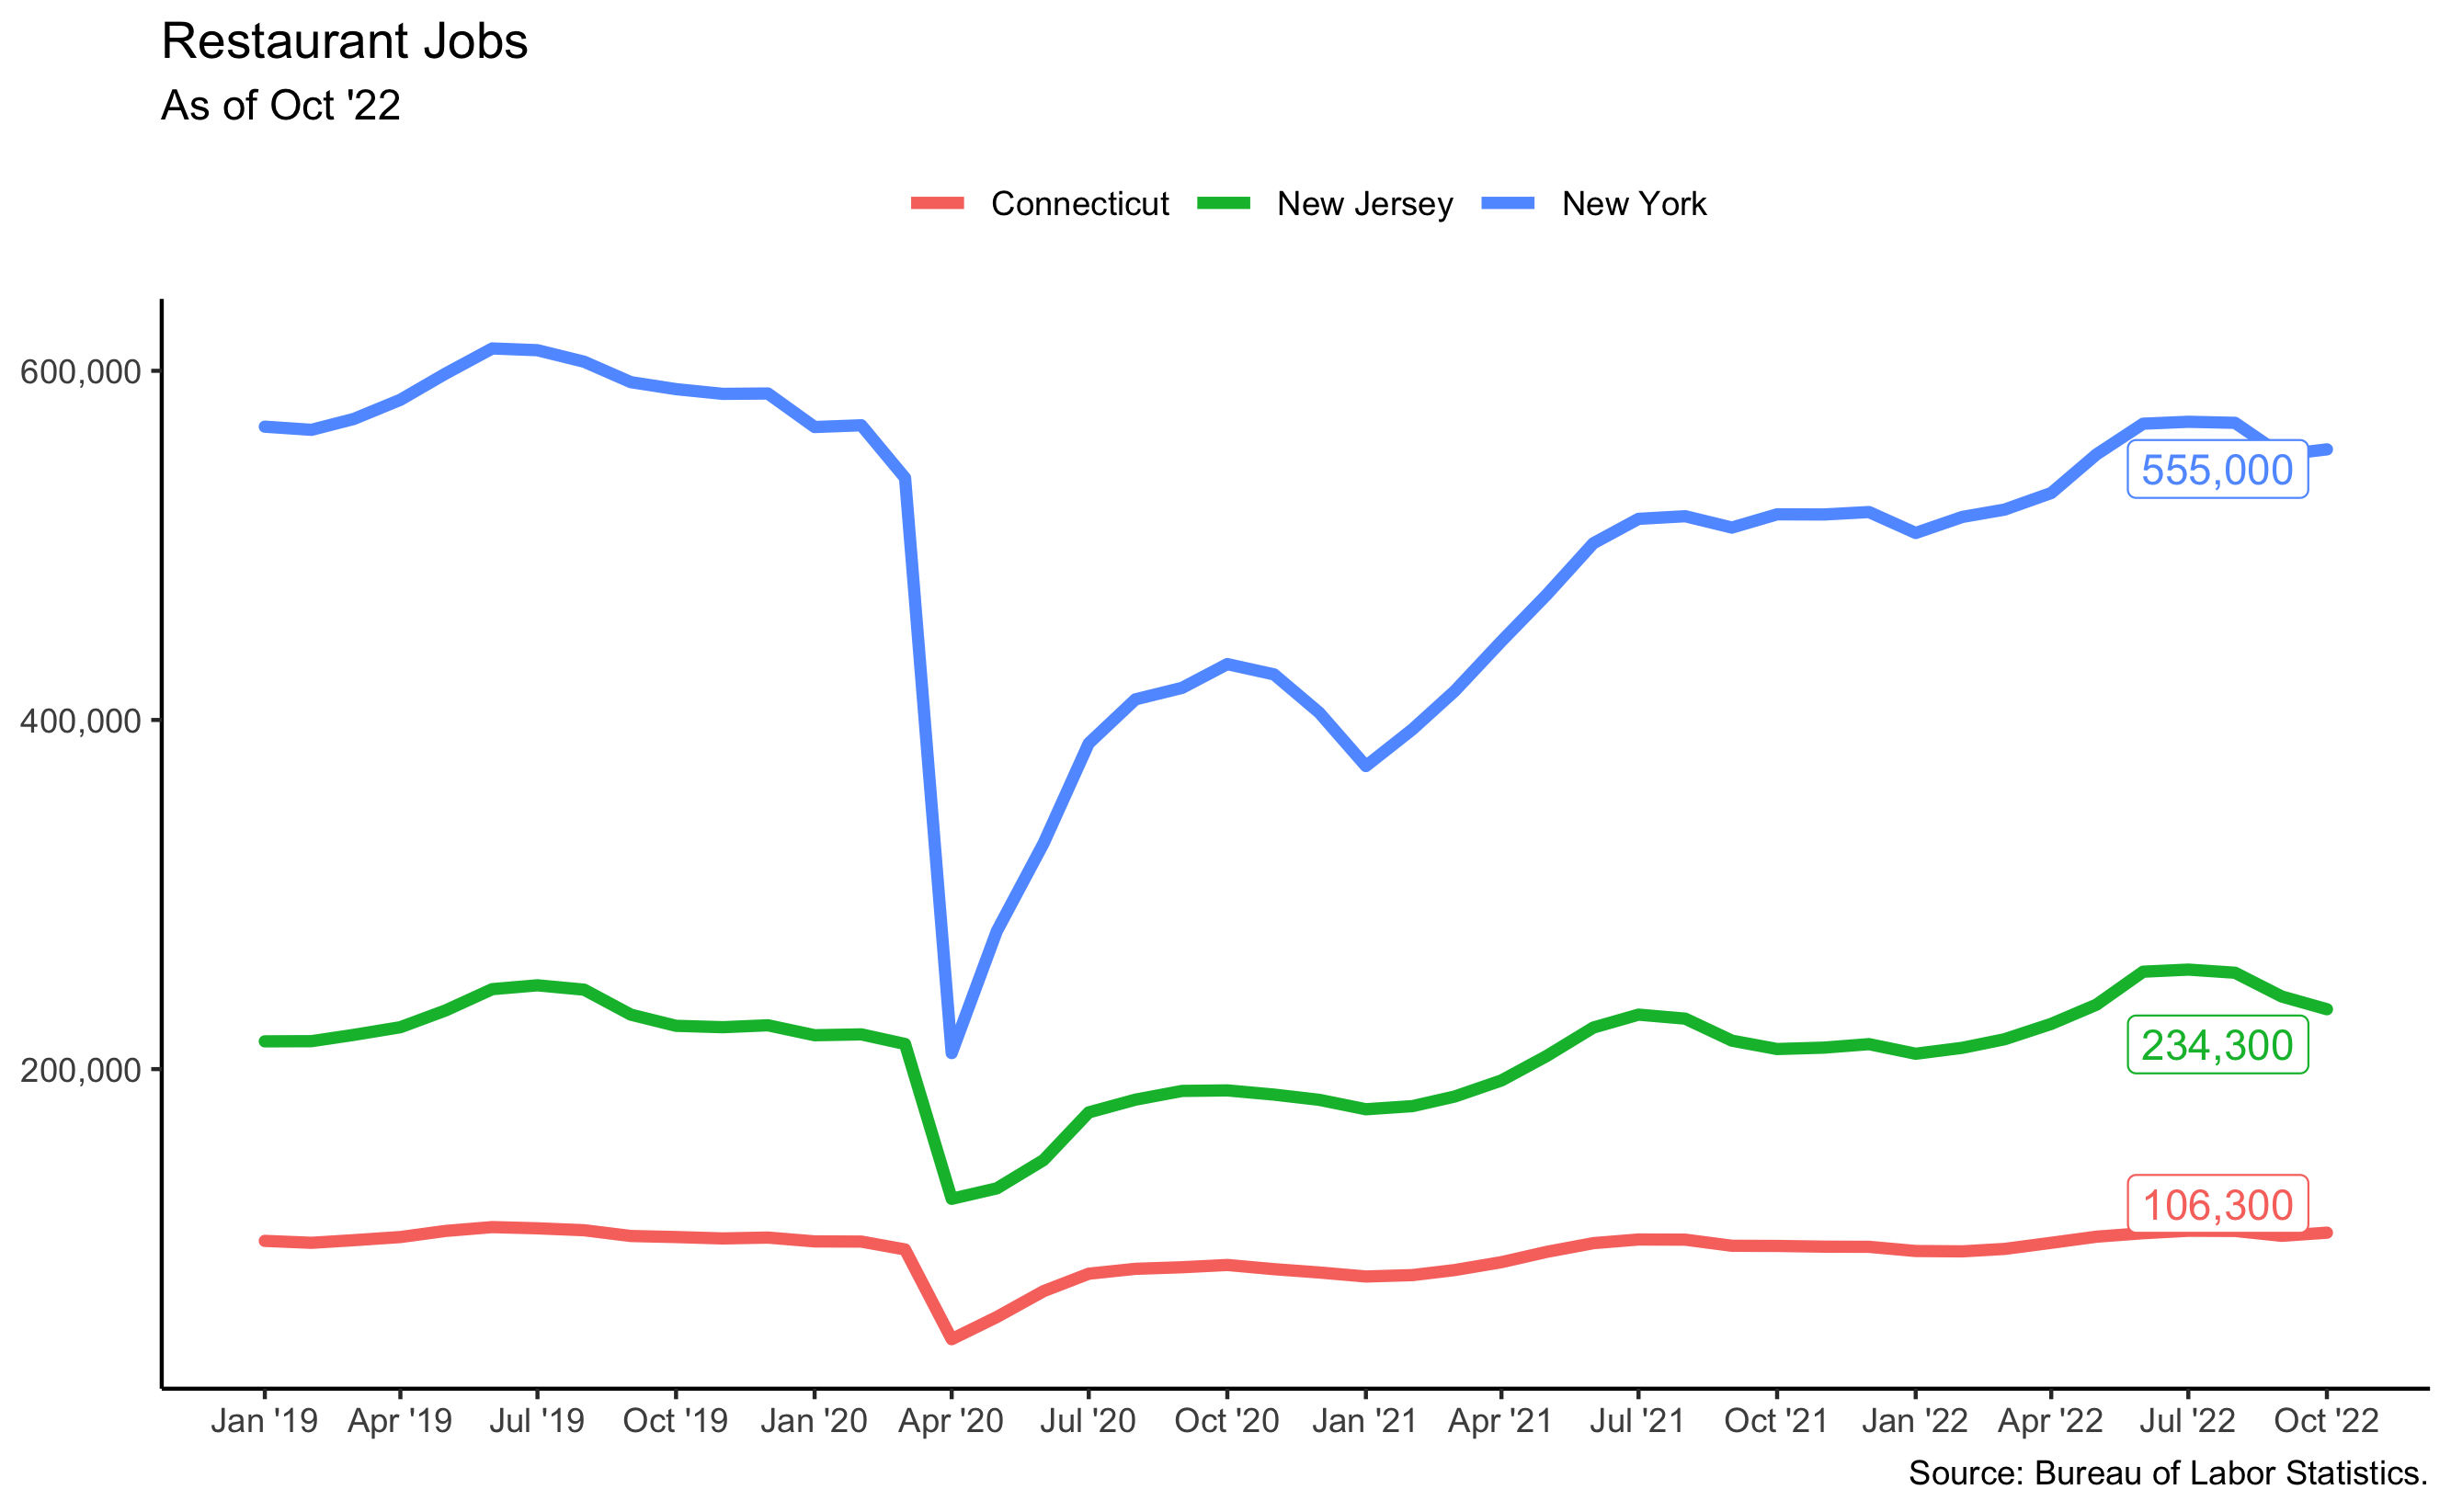 Restaurant Jobs
As of Oct '22
Connecticut New Jersey New York
600,000
400,000
200,000
555,000
234,300
106,300
Jan '19 Apr '19 Jul '19 Oct '19 Jan '20 Apr '20 Jul '20 Oct '20 Jan '21 Apr '21 Jul '21 Oct '21 Jan '22 Apr '22 Jul '22 Oct '22
Source: Bureau of Labor Statistics.